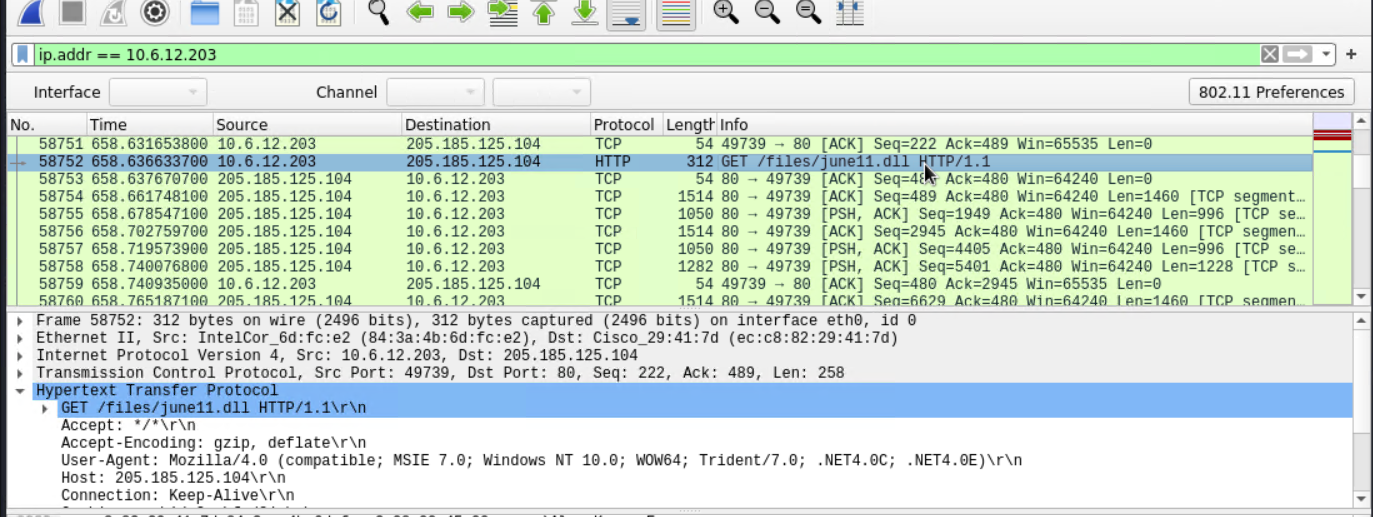 ip.addr == 10.6.12.203
Interface Channel 802.11 Preferences
No. Time Source Destination Protocol Length Info
58751 658.631653800 10.6.12.203 205.185.125.104 TCP 54 49739 → 80 [ACK] Seq=222 Ack=489 Win=65535 Len=0
58752 658.636633700 10.6.12.203 205.185.125.104 HTTP 312 GET /files/june11.dll HTTP/1.1
58753 658.637670700 205.185.125.104 10.6.12.203 TCP 54 80 → 49739 [ACK] Ack=480 Win=64240 Len=0
58754 658.661748100 205.185.125.104 10.6.12.203 TCP 1514 80 → 49739 [ACK] Seq=489 Ack=480 Win=64240 Len=1460 [TCP segment…
58755 658.678547100 205.185.125.104 10.6.12.203 TCP 1050 80 → 49739 [PSH, ACK] Seq=1949 Ack=480 Win=64240 Len=996 [TCP se…
58756 658.702759700 205.185.125.104 10.6.12.203 TCP 1514 80 → 49739 [ACK] Seq=2945 Ack=480 Win=64240 Len=1460 [TCP segmen…
58757 658.719573900 205.185.125.104 10.6.12.203 TCP 1050 80 → 49739 [PSH, ACK] Seq=4405 Ack=480 Win=64240 Len=996 [TCP se…
58758 658.740076800 205.185.125.104 10.6.12.203 TCP 1282 80 → 49739 [PSH, ACK] Seq=5401 Ack=480 Win=64240 Len=1228 [TCP s…
58759 658.740935000 10.6.12.203 205.185.125.104 TCP 54 49739 → 80 [ACK] Seq=480 Ack=2945 Win=65535 Len=0
58760 658.765187100 205.185.125.104 10.6.12.203 TCP 1514 80 → 49739 [ACK] Seq=6629 Ack=480 Win=64240 Len=1460 [TCP segmen…
Frame 58752: 312 bytes on wire (2496 bits), 312 bytes captured (2496 bits) on interface eth0, id 0
Ethernet II, Src: IntelCor_6d:fc:e2 (84:3a:4b:6d:fc:e2), Dst: Cisco_29:41:7d (ec:c8:82:29:41:7d)
Internet Protocol Version 4, Src: 10.6.12.203, Dst: 205.185.125.104
Transmission Control Protocol, Src Port: 49739, Dst Port: 80, Seq: 222, Ack: 489, Len: 258
Hypertext Transfer Protocol
GET /files/june11.dll HTTP/1.1\r\n
Accept: */*\r\n
Accept-Encoding: gzip, deflate\r\n
User-Agent: Mozilla/4.0 (compatible; MSIE 7.0; Windows NT 10.0; WOW64; Trident/7.0; .NET4.0C; .NET4.0E)\r\n
Host: 205.185.125.104\r\n
Connection: Keep-Alive\r\n